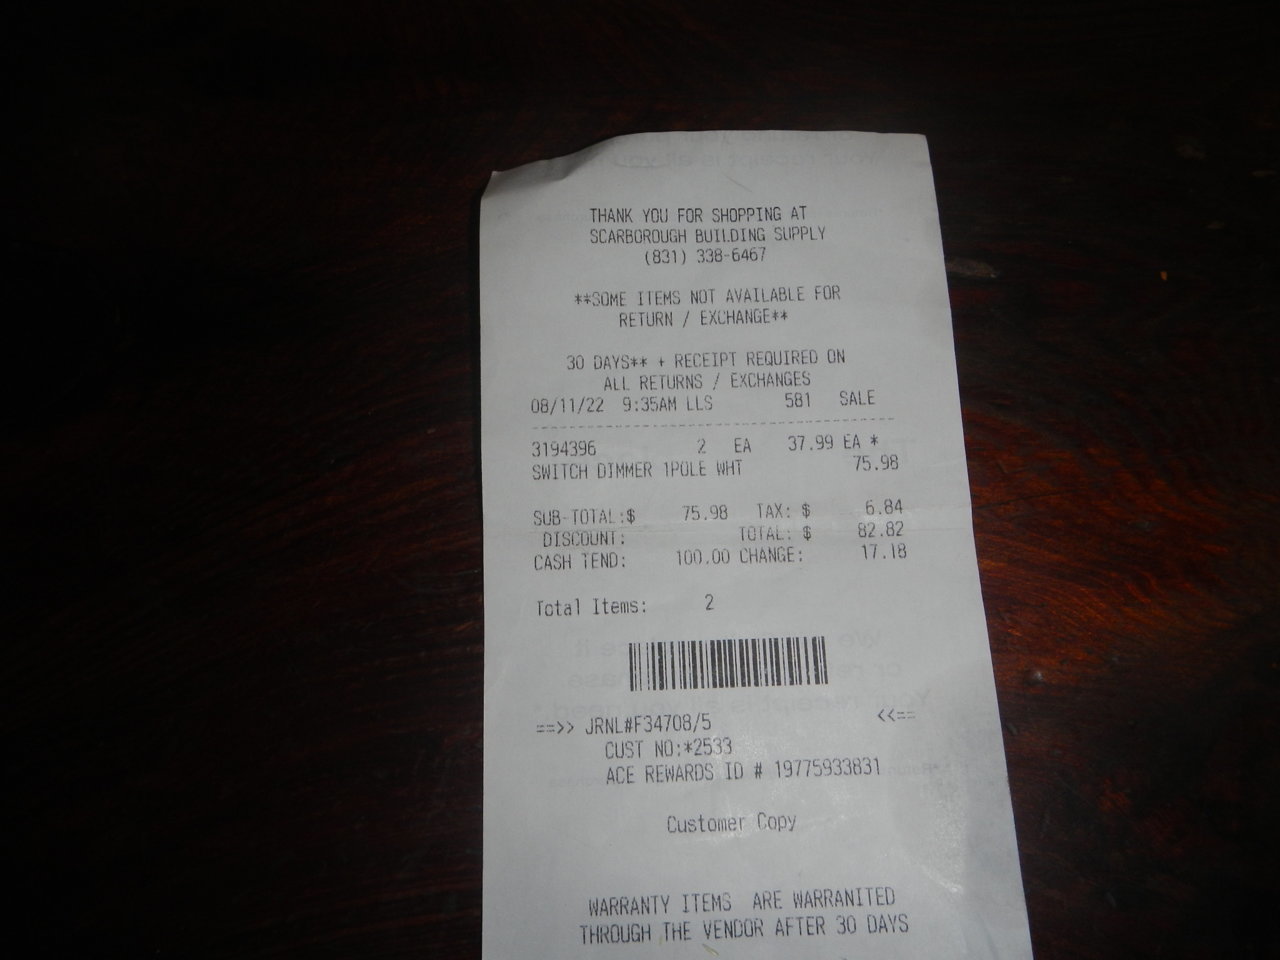 THANK YOU FOR SHOPPING AT
SCARBOROUGH BUILDING SUPPLY
(831) 338-6467
**SOME ITEMS NOT AVAILABLE FOR
RETURN / EXCHANGE**
30 DAYS** + RECEIPT REQUIRED ON
ALL RETURNS / EXCHANGES
08/11/22 9:35AM LLS 581 SALE
--------------------------------------------
3194396 2 EA 37.99 EA *
SWITCH DIMMER 1POLE WHT 75.98
SUB-TOTAL:$ 75.98 TAX: $ 6.84
DISCOUNT: TOTAL: $ 82.82
CASH TEND: 100.00 CHANGE: 17.18
Total Items: 2
==>> JRNL#F34708/5 <<==
CUST NO:*2533
ACE REWARDS ID # 19775933831
Customer Copy
WARRANTY ITEMS ARE WARRANITED
THROUGH THE VENDOR AFTER 30 DAYS